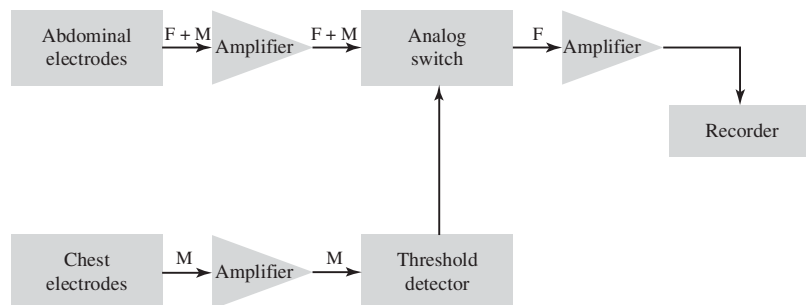 Abdominal
electrodes
F + M
Amplifier
F + M
Analog
switch
F
Amplifier
Recorder
Chest
electrodes
M
Amplifier
M
Threshold
detector